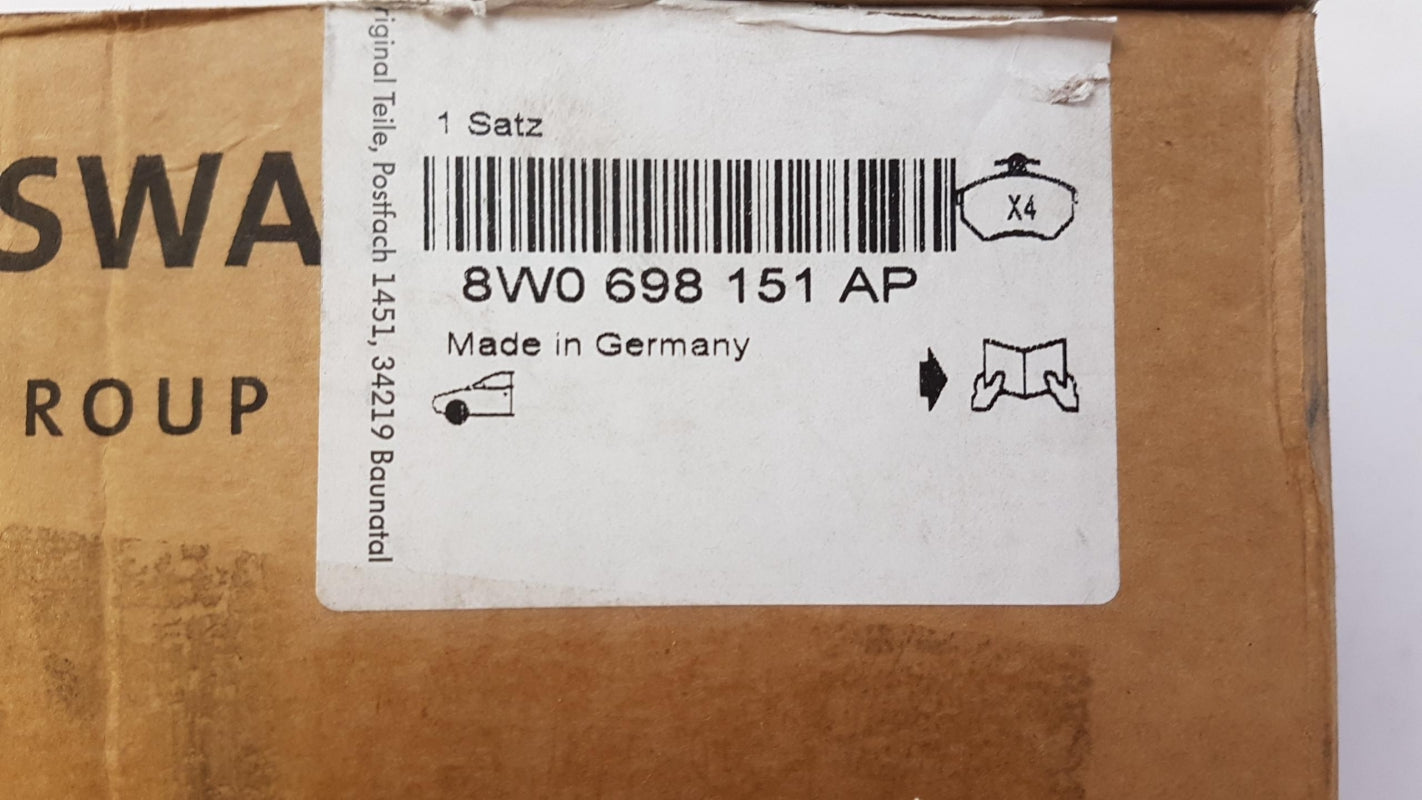 SWA
ROUP
riginal Teile, Postfach 1451, 34219 Baunatal
1 Satz
X4
8W0 698 151 AP
Made in Germany